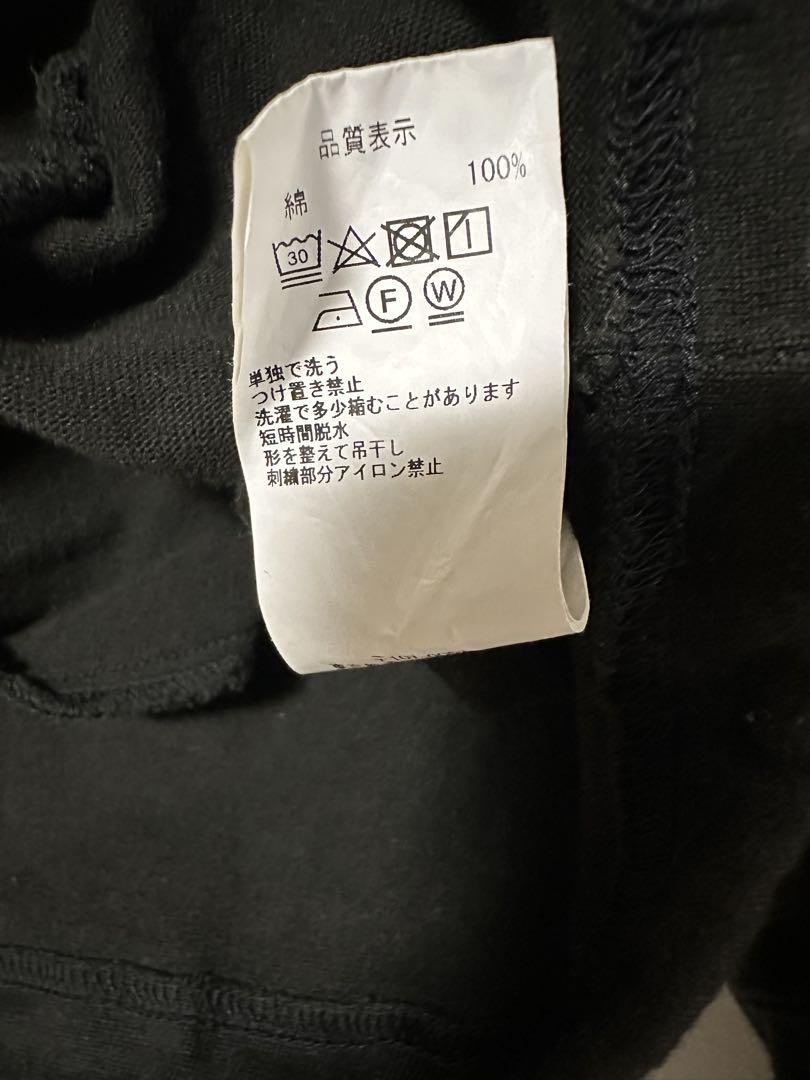 品質表示
綿 100%
30
F W
単独で洗う
つけ置き禁止
洗濯で多少縮むことがあります
短時間脱水
形を整えて吊干し
刺繍部分アイロン禁止